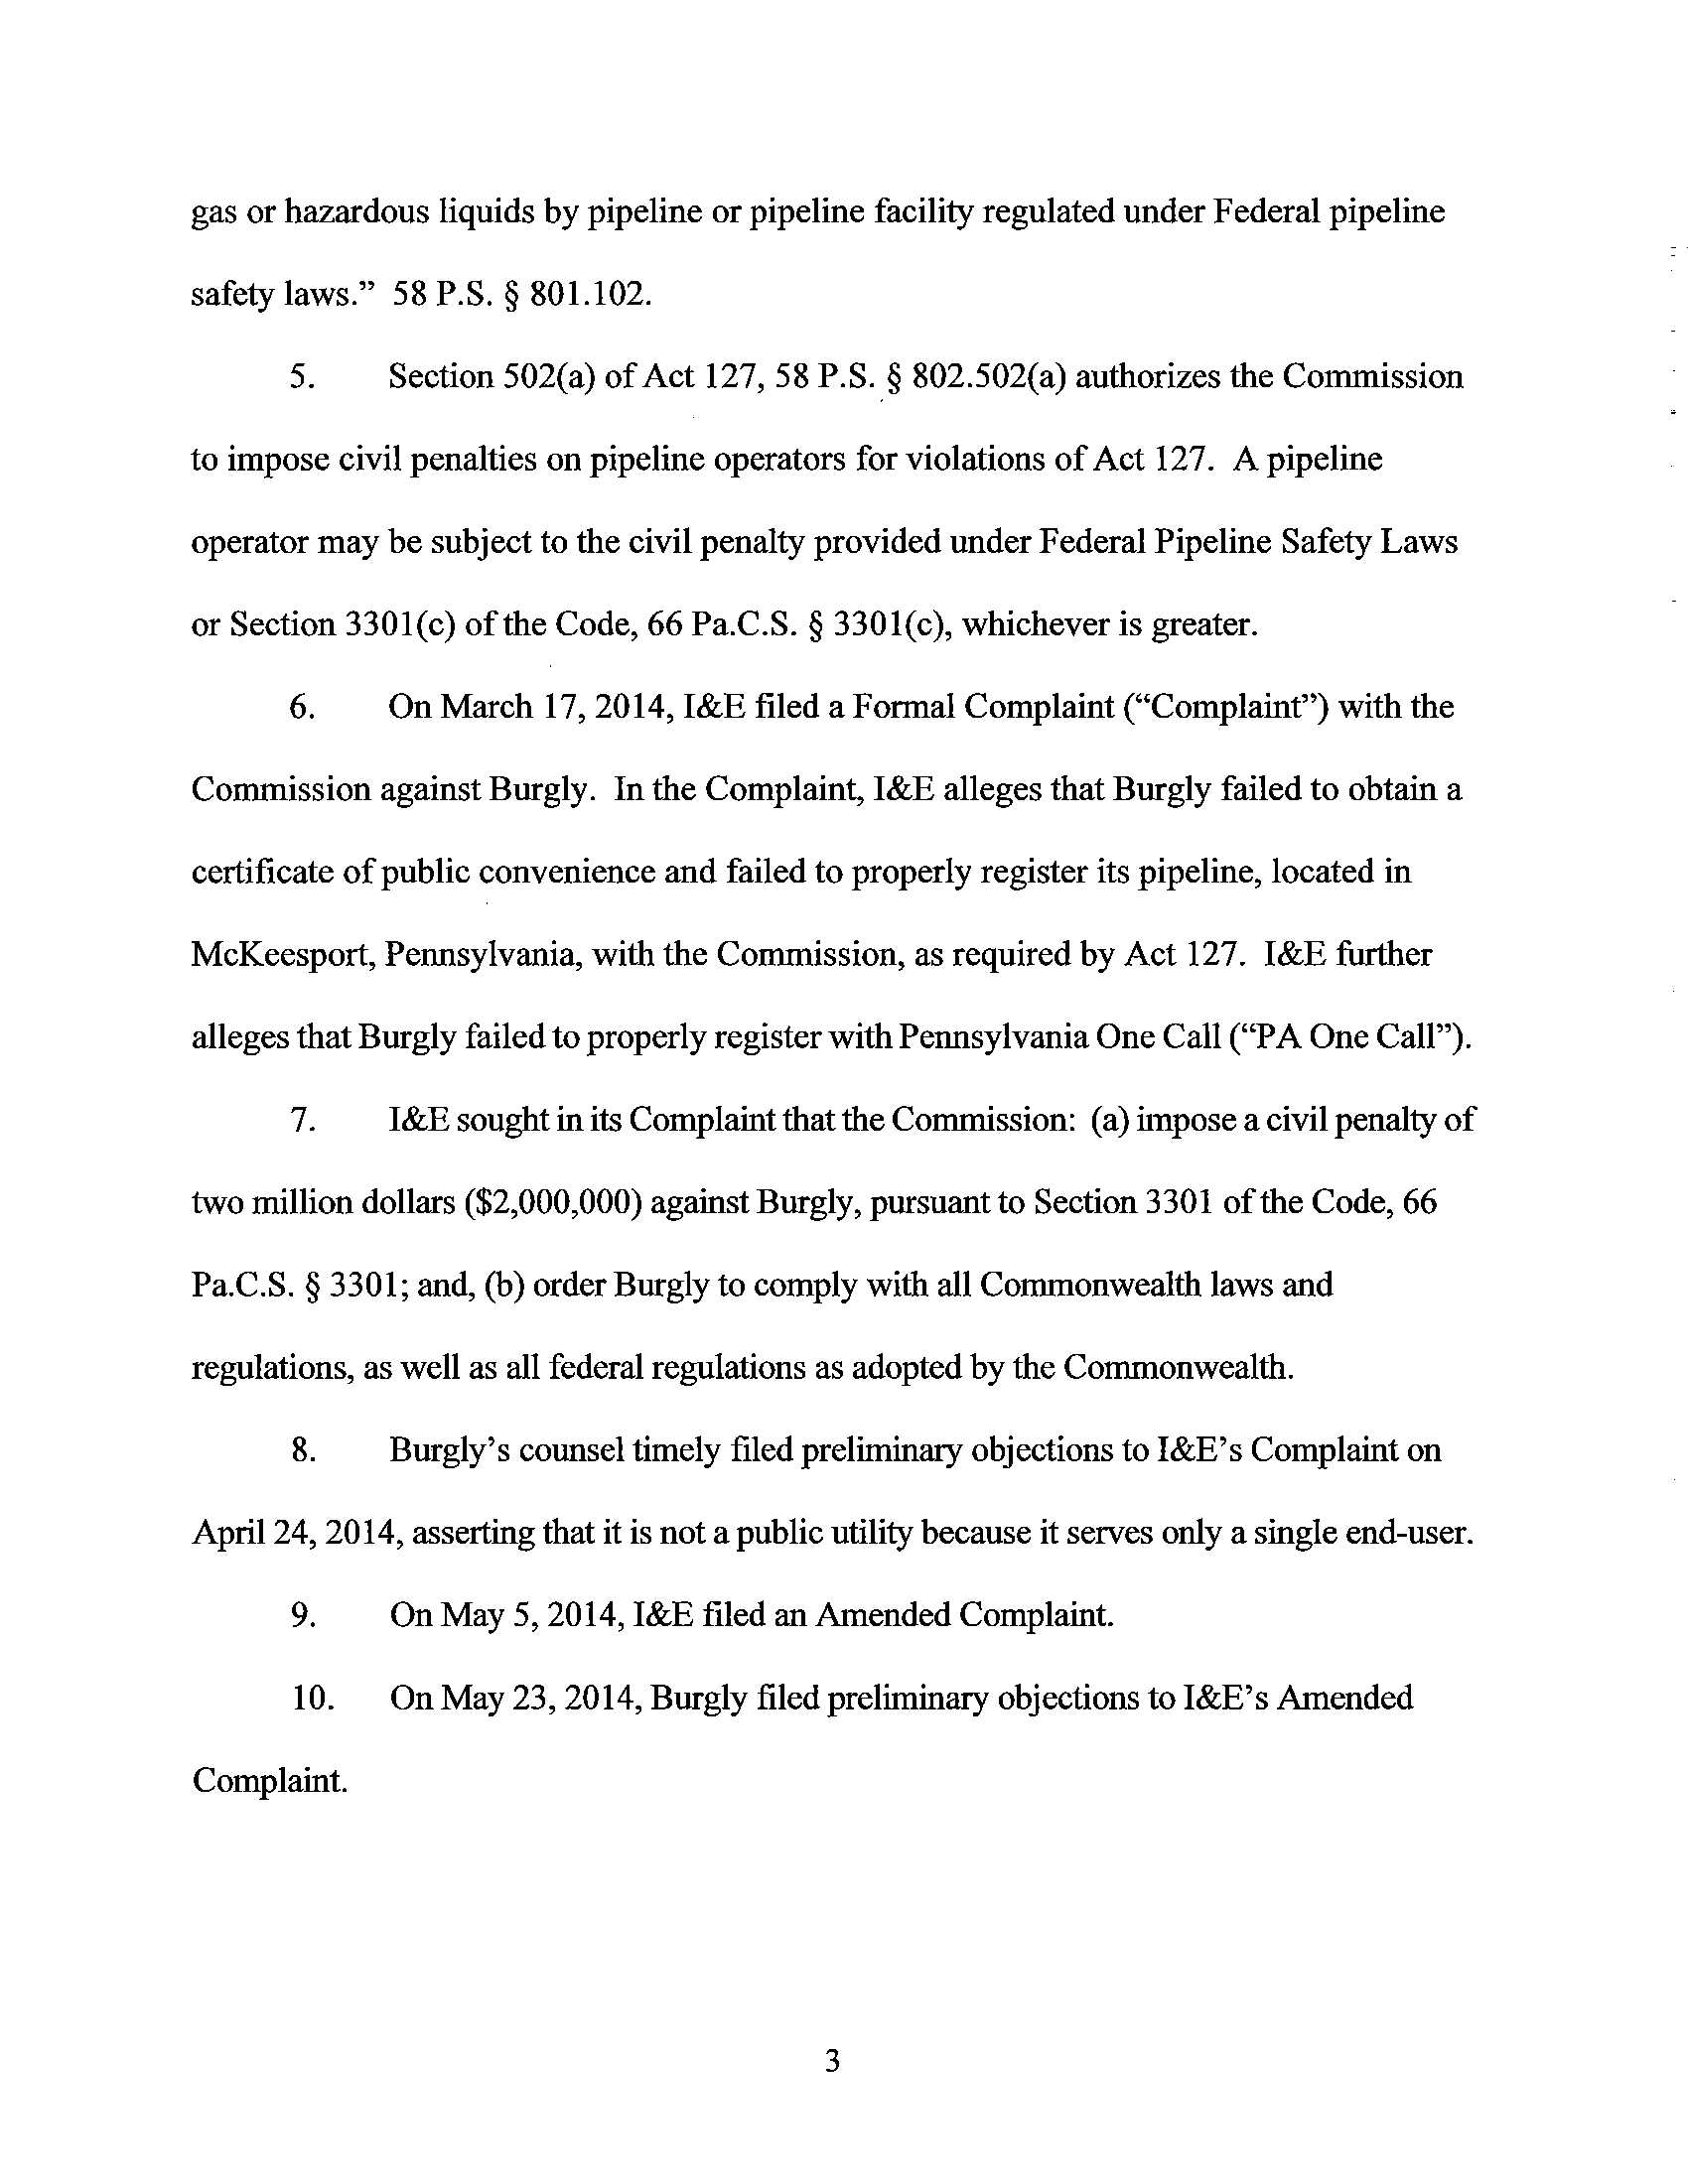 gas or hazardous liquids by pipeline or pipeline facility regulated under Federal pipeline
safety laws.” 58 P.S. § 801.102.
5. Section 502(a) of Act 127, 58 P.S. § 802.502(a) authorizes the Commission
to impose civil penalties on pipeline operators for violations of Act 127. A pipeline
operator may be subject to the civil penalty provided under Federal Pipeline Safety Laws
or Section 3301(c) of the Code, 66 Pa.C.S. § 3301(c), whichever is greater.
6. On March 17, 2014, I&E filed a Formal Complaint (“Complaint”) with the
Commission against Burgly. In the Complaint, I&E alleges that Burgly failed to obtain a
certificate of public convenience and failed to properly register its pipeline, located in
McKeesport, Pennsylvania, with the Commission, as required by Act 127. I&E further
alleges that Burgly failed to properly register with Pennsylvania One Call (“PA One Call”).
7. I&E sought in its Complaint that the Commission: (a) impose a civil penalty of
two million dollars ($2,000,000) against Burgly, pursuant to Section 3301 of the Code, 66
Pa.C.S. § 3301; and, (b) order Burgly to comply with all Commonwealth laws and
regulations, as well as all federal regulations as adopted by the Commonwealth.
8. Burgly’s counsel timely filed preliminary objections to I&E’s Complaint on
April 24, 2014, asserting that it is not a public utility because it serves only a single end-user.
9. On May 5, 2014, I&E filed an Amended Complaint.
10. On May 23, 2014, Burgly filed preliminary objections to I&E’s Amended
Complaint.
3